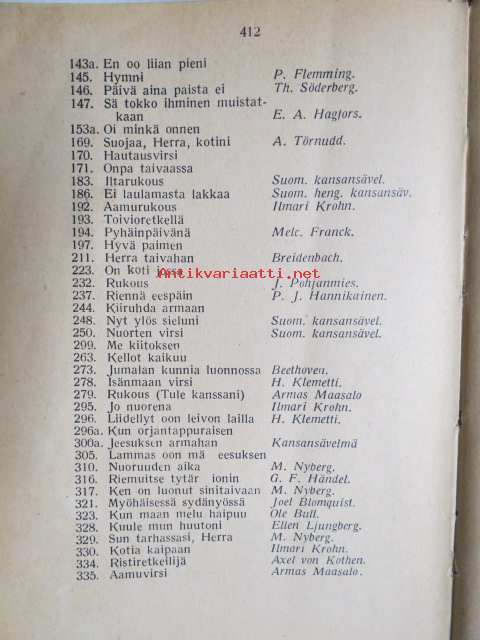 412
143a. En oo liian pieni
145. Hymni P. Flemming.
146. Päivä aina paista ei Th. Söderberg.
147. Sä tokko ihminen muistat-
kaan E. A. Hagfors.
153a. Oi minkä onnen
169. Suojaa, Herra, kotini A. Törnudd.
170. Hautausvirsi
171. Onpa taivaassa
183. Iltarukous Suom. kansansävel.
186. Ei laulamasta lakkaa Suom. heng. kansansäv.
192. Aamurukous Ilmari Krohn.
193. Toivioretkellä
194. Pyhäinpäivänä Melc. Franck.
197. Hyvä paimen
211. Herra taivahan Breidenbach.
223. On koti
Antikvariaatti.net
232. Rukous J. Pohjanmies.
237. Riennä eespäin P. J. Hannikainen.
244. Kiiruhda armaan
248. Nyt ylös sieluni Suom. kansansävel.
250. Nuorten virsi Suom. kansansävel.
299. Me kiitoksen
263. Kellot kaikuu
273. Jumalan kunnia luonnossa Beethoven.
278. Isänmaan virsi H. Klemetti.
279. Rukous (Tule kanssani) Armas Maasalo
295. Jo nuorena Ilmari Krohn.
296. Liidellyt oon leivon lailla H. Klemetti.
296a. Kun orjantappuraisen
300a. Jeesuksen armahan Kansansävelmä
305. Lammas oon mä eesuksen
310. Nuoruuden aika M. Nyberg.
316. Riemuitse tytär ionin G. F. Händel.
317. Ken on luonut sinitaivaan M. Nyberg.
321. Myöhäisessä sydänyössä Joel Blomquist.
323. Kun maan melu haipuu Ole Bull.
328. Kuule mun huutoni Ellen Ljungberg.
329. Sun tarhassasi, Herra M. Nyberg.
330. Kotia kaipaan Ilmari Krohn.
334. Ristiretkeilijä Axel von Kothen.
335. Aamuvirsi Armas Maasalo.